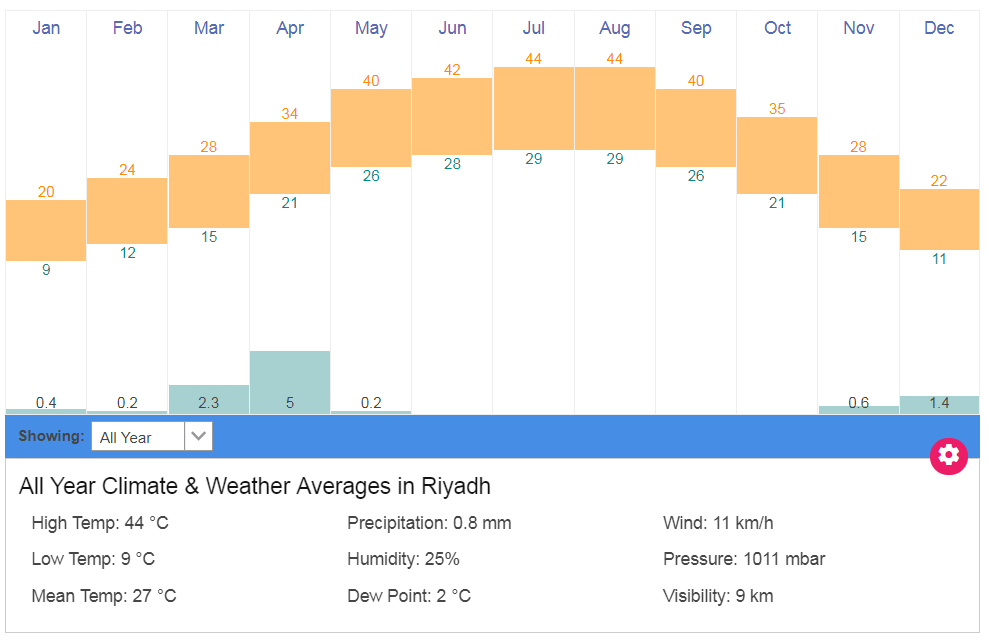 Jan Feb Mar Apr May Jun Jul Aug Sep Oct Nov Dec
44 44
42
40 40
35
34
28 28
24
22
20
29 29
28
26 26
21 21
15 15
12
11
9
0.4 0.2 2.3 5 0.2 0.6 1.4
Showing: All Year
All Year Climate & Weather Averages in Riyadh
High Temp: 44 °C Precipitation: 0.8 mm Wind: 11 km/h
Low Temp: 9 °C Humidity: 25% Pressure: 1011 mbar
Mean Temp: 27 °C Dew Point: 2 °C Visibility: 9 km